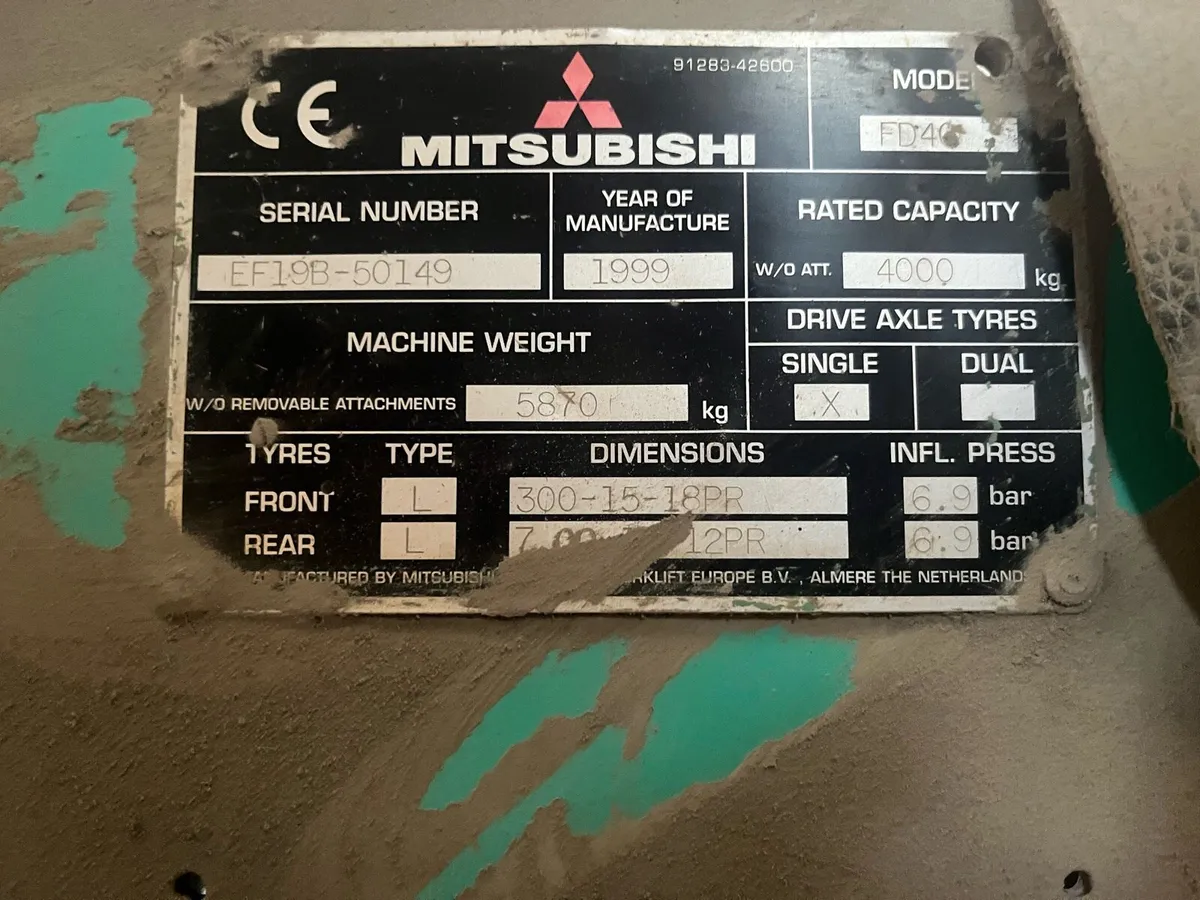 CE
91283-42600
MITSUBISHI
MODEL
SERIAL NUMBER
EF19B-50149
YEAR OF
MANUFACTURE
1999
RATED CAPACITY
W/O ATT. 4000 kg
MACHINE WEIGHT
W/O REMOVABLE ATTACHMENTS 5870 kg
DRIVE AXLE TYRES
SINGLE DUAL
X
TYRES TYPE DIMENSIONS INFL. PRESS
FRONT L 300-15-18PR 6.9 bar
REAR L 12PR 6.9 bar
MITSUBISHI EUROPE B.V., ALMERE THE NETHERLANDS